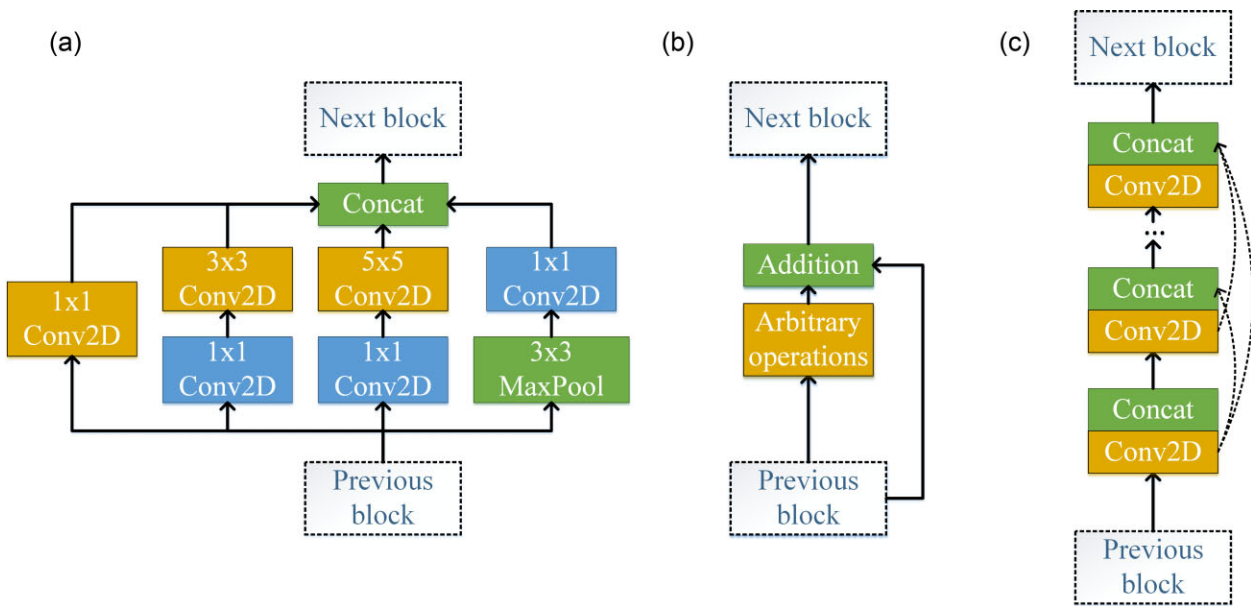 (a)
Next block
Concat
3x3
Conv2D
5x5
Conv2D
1x1
Conv2D
1x1
Conv2D
1x1
Conv2D
1x1
Conv2D
3x3
MaxPool
Previous
block
(b)
Next block
Addition
Arbitrary
operations
Previous
block
(c)
Next block
Concat
Conv2D
...
Concat
Conv2D
Concat
Conv2D
Previous
block